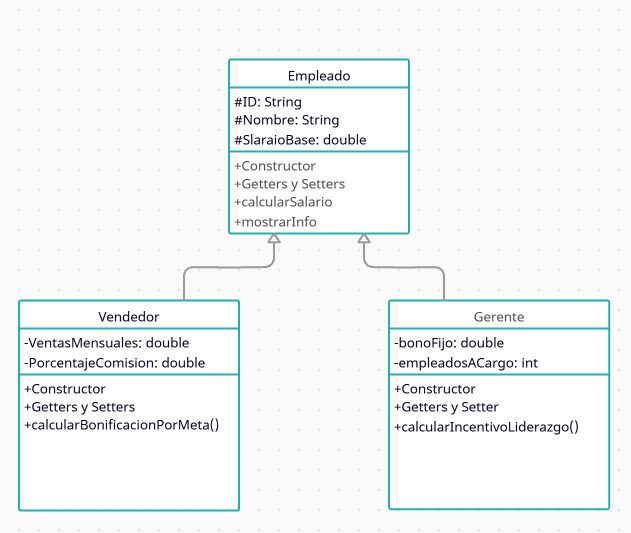 Empleado
#ID: String
#Nombre: String
#SlaraioBase: double
+Constructor
+Getters y Setters
+calcularSalario
+mostrarInfo
Vendedor
-VentasMensuales: double
-PorcentajeComision: double
+Constructor
+Getters y Setters
+calcularBonificacionPorMeta()
Gerente
-bonoFijo: double
-empleadosACargo: int
+Constructor
+Getters y Setter
+calcularIncentivoLiderazgo()